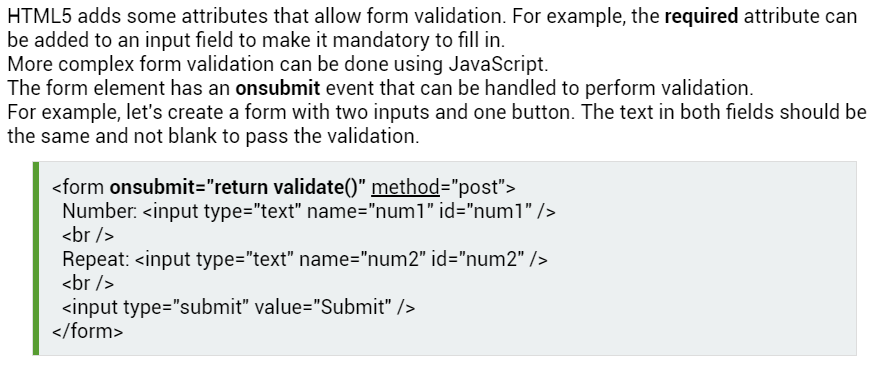 HTML5 adds some attributes that allow form validation. For example, the required attribute can
be added to an input field to make it mandatory to fill in.
More complex form validation can be done using JavaScript.
The form element has an onsubmit event that can be handled to perform validation.
For example, let's create a form with two inputs and one button. The text in both fields should be
the same and not blank to pass the validation.
<form onsubmit="return validate()" method="post">
Number: <input type="text" name="num1" id="num1" />
<br />
Repeat: <input type="text" name="num2" id="num2" />
<br />
<input type="submit" value="Submit" />
</form>